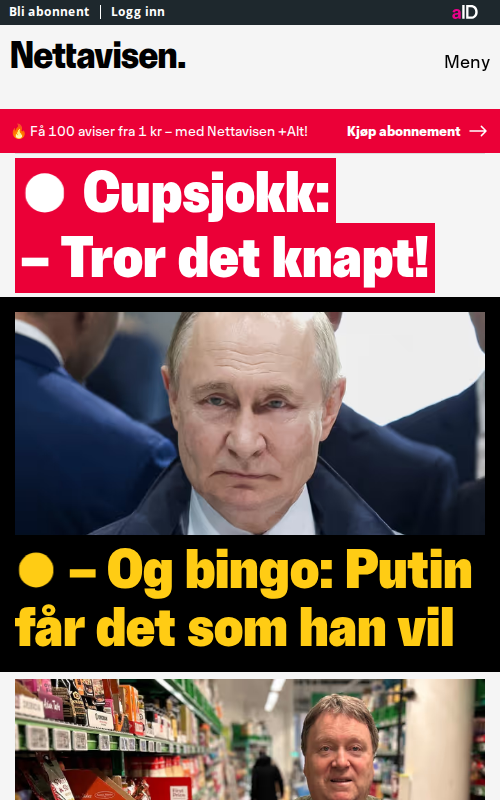 Bli abonnent
Logg inn
aID
Nettavisen.
Meny
🔥 Få 100 aviser fra 1 kr – med Nettavisen +Alt!
Kjøp abonnement →
● Cupsjokk:
– Tror det knapt!
● – Og bingo: Putin
får det som han vil